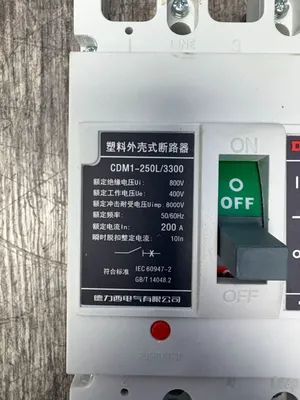 1 LINE 3
塑料外壳式断路器
CDM1-250L/3300
额定绝缘电压Ui: 800V
额定工作电压Ue: 400V
额定冲击耐受电压Uimp: 8000V
额定频率: 50/60Hz
额定电流In: 200 A
瞬时脱扣整定电流: 10In
符合标准 IEC 60947-2
GB/T 14048.2
德力西电气有限公司
ON
OFF
OFF